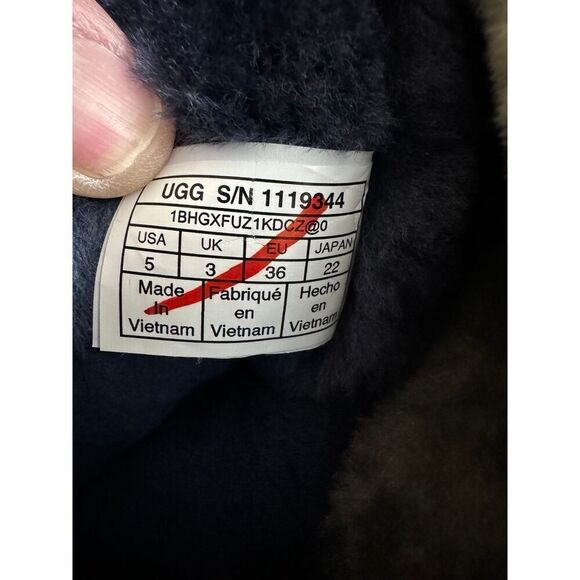 UGG S/N 1119344
1BHGXFUZ1KDCZ@0
USA UK EU JAPAN
5 3 36 22
Made Fabriqué Hecho
In en en
Vietnam Vietnam Vietnam